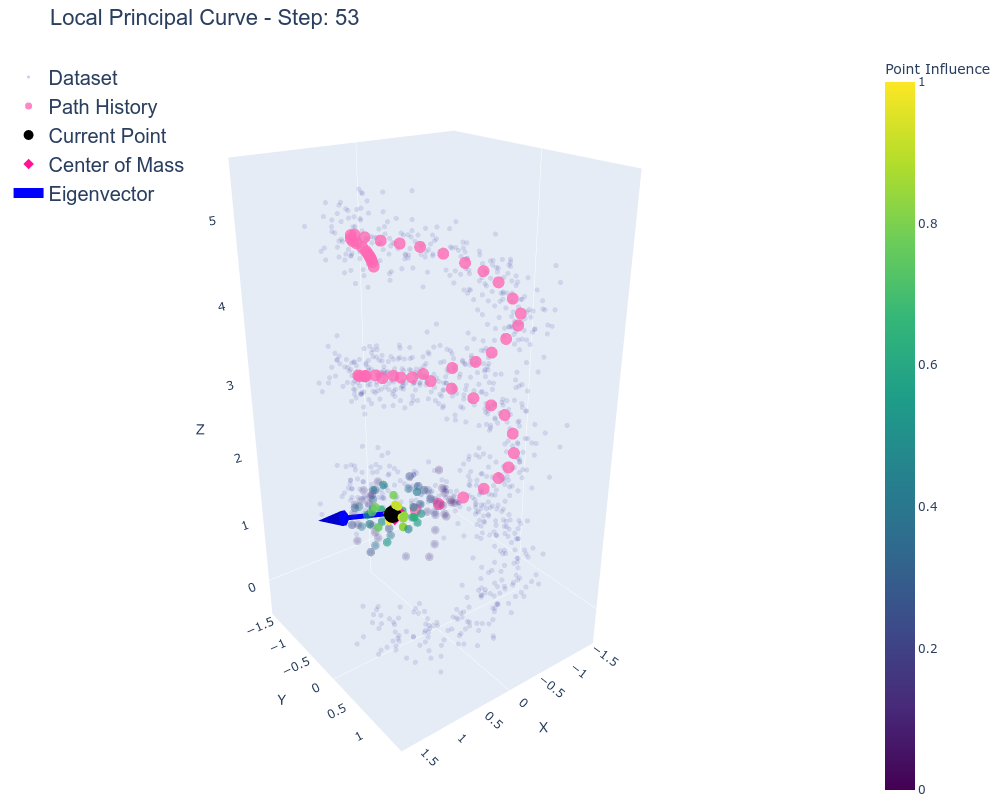 Local Principal Curve - Step: 53
Dataset
Path History
Current Point
Center of Mass
Eigenvector
Point Influence
1
0.8
0.6
0.4
0.2
0
5
4
3
2
1
0
Z
−1.5
−1
−0.5
0
0.5
1
Y
−1.5
−1
−0.5
0
0.5
1
1.5
X